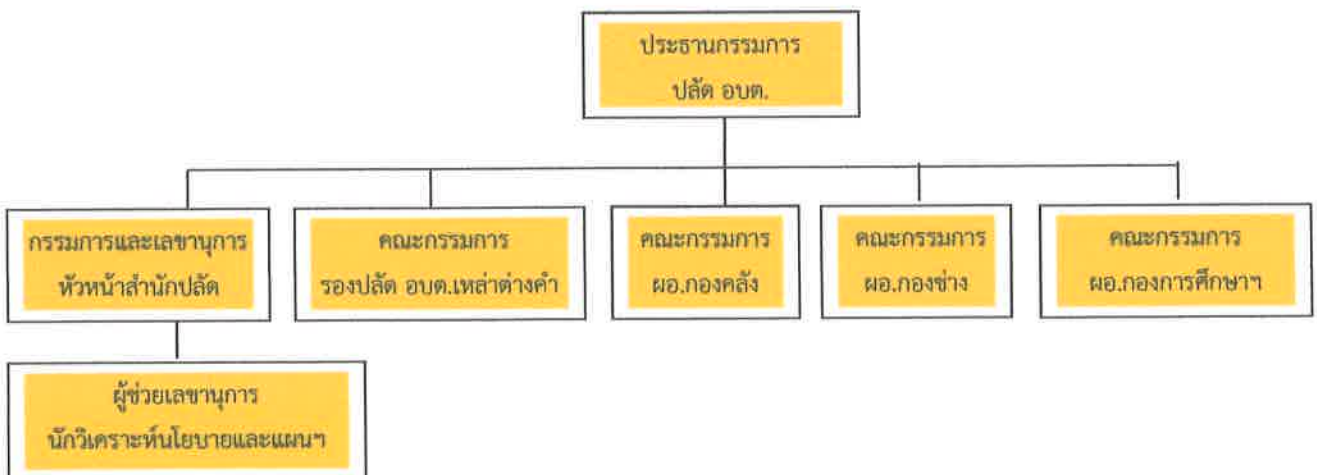 ประธานกรรมการ
ปลัด อบต.
กรรมการและเลขานุการ
หัวหน้าสำนักปลัด
คณะกรรมการ
รองปลัด อบต.เหล่าต่างคำ
คณะกรรมการ
ผอ.กองคลัง
คณะกรรมการ
ผอ.กองช่าง
คณะกรรมการ
ผอ.กองการศึกษาฯ
ผู้ช่วยเลขานุการ
นักวิเคราะห์นโยบายและแผนฯ